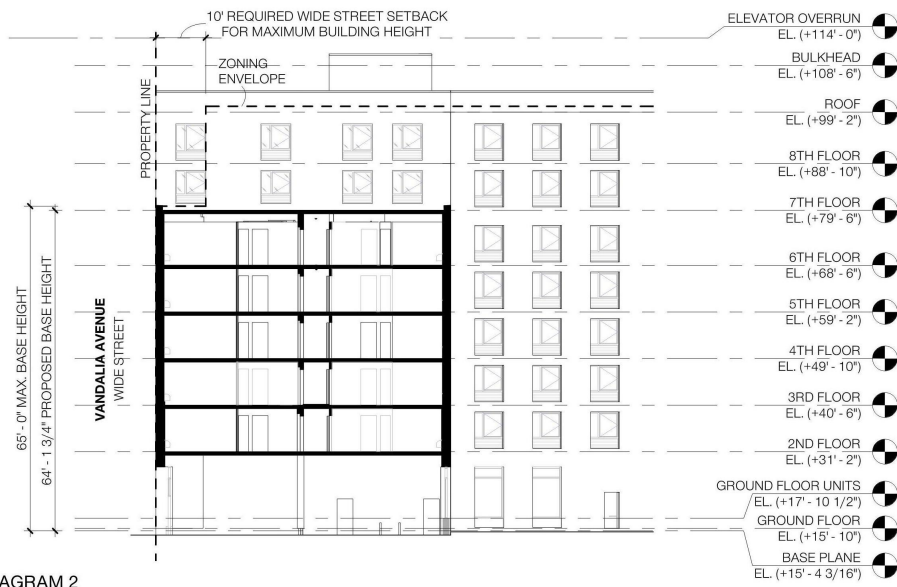 10' REQUIRED WIDE STREET SETBACK
FOR MAXIMUM BUILDING HEIGHT
ZONING
ENVELOPE
PROPERTY LINE
65' - 0" MAX. BASE HEIGHT
64' - 1 3/4" PROPOSED BASE HEIGHT
VANDALIA AVENUE
WIDE STREET
ELEVATOR OVERRUN
EL. (+114' - 0")
BULKHEAD
EL. (+108' - 6")
ROOF
EL. (+99' - 2")
8TH FLOOR
EL. (+88' - 10")
7TH FLOOR
EL. (+79' - 6")
6TH FLOOR
EL. (+68' - 6")
5TH FLOOR
EL. (+59' - 2")
4TH FLOOR
EL. (+49' - 10")
3RD FLOOR
EL. (+40' - 6")
2ND FLOOR
EL. (+31' - 2")
GROUND FLOOR UNITS
EL. (+17' - 10 1/2")
GROUND FLOOR
EL. (+15' - 10")
BASE PLANE
EL. (+15' - 4 3/16")
AGRAM 2